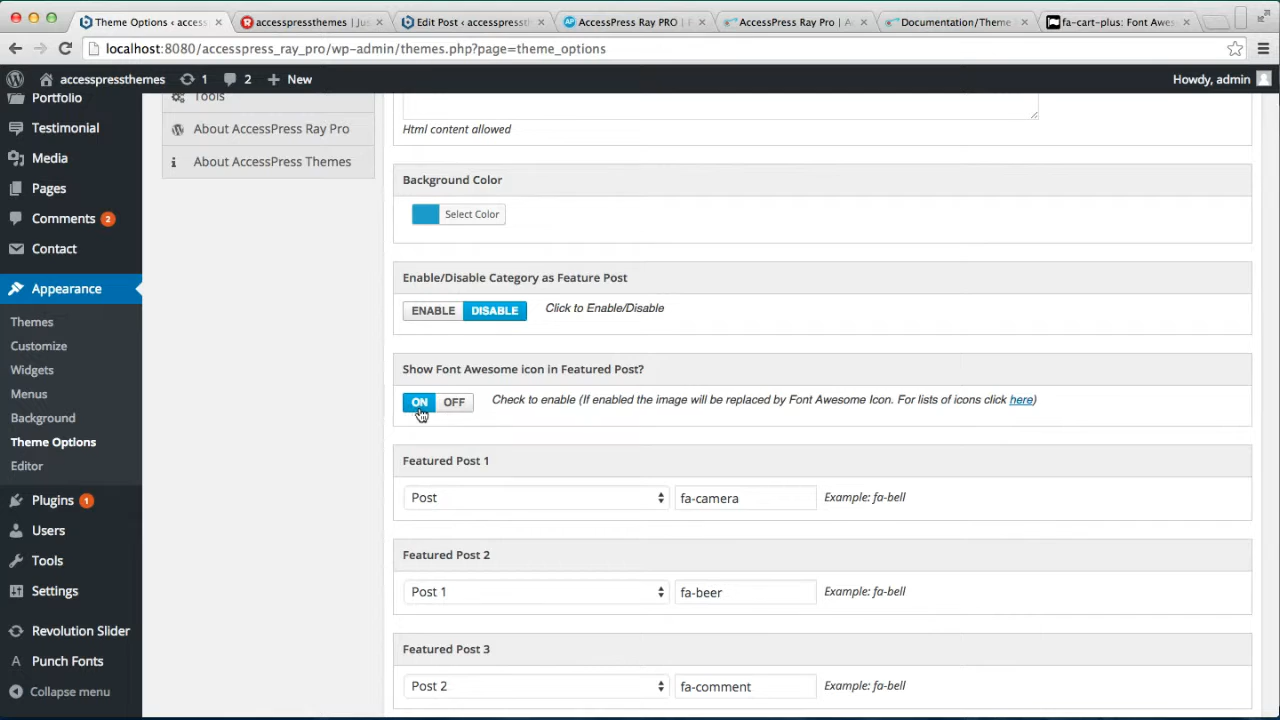 Theme Options ‹ access
accesspressthemes | Jus
Edit Post ‹ accesspressth
AccessPress Ray PRO | F
AccessPress Ray Pro | Ac
Documentation/Theme
fa-cart-plus: Font Awes
localhost:8080/accesspress_ray_pro/wp-admin/themes.php?page=theme_options
accesspressthemes 1 2 + New Howdy, admin
Portfolio
Testimonial
Media
Pages
Comments 2
Contact
Appearance
Themes
Customize
Widgets
Menus
Background
Theme Options
Editor
Plugins 1
Users
Tools
Settings
Revolution Slider
Punch Fonts
Collapse menu
Tools
About AccessPress Ray Pro
About AccessPress Themes
Html content allowed
Background Color
Select Color
Enable/Disable Category as Feature Post
ENABLE DISABLE Click to Enable/Disable
Show Font Awesome icon in Featured Post?
ON OFF Check to enable (If enabled the image will be replaced by Font Awesome Icon. For lists of icons click here)
Featured Post 1
Post fa-camera Example: fa-bell
Featured Post 2
Post 1 fa-beer Example: fa-bell
Featured Post 3
Post 2 fa-comment Example: fa-bell